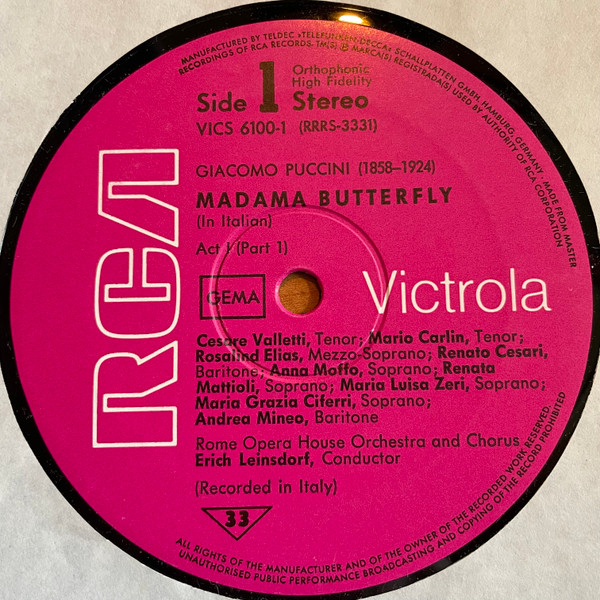 MANUFACTURED BY TELDEC »TELEFUNKEN-DECCA« SCHALLPLATTEN GMBH, HAMBURG, GERMANY - MADE FROM MASTER
RECORDINGS OF RCA RECORDS. TM(S) ® MARCA(S) REGISTRADA(S) USED BY AUTHORITY OF RCA CORPORATION
Side 1 Orthophonic
High Fidelity
Stereo
VICS 6100-1 (RRRS-3331)
GIACOMO PUCCINI (1858–1924)
MADAMA BUTTERFLY
(In Italian)
Act I (Part 1)
RCA
GEMA
Victrola
Cesare Valletti, Tenor; Mario Carlin, Tenor;
Rosalind Elias, Mezzo-Soprano; Renato Cesari,
Baritone; Anna Moffo, Soprano; Renata
Mattioli, Soprano; Maria Luisa Zeri, Soprano;
Maria Grazia Ciferri, Soprano;
Andrea Mineo, Baritone
Rome Opera House Orchestra and Chorus
Erich Leinsdorf, Conductor
(Recorded in Italy)
33
ALL RIGHTS OF THE MANUFACTURER AND OF THE OWNER OF THE RECORDED WORK RESERVED.
UNAUTHORISED PUBLIC PERFORMANCE BROADCASTING AND COPYING OF THE RECORD PROHIBITED